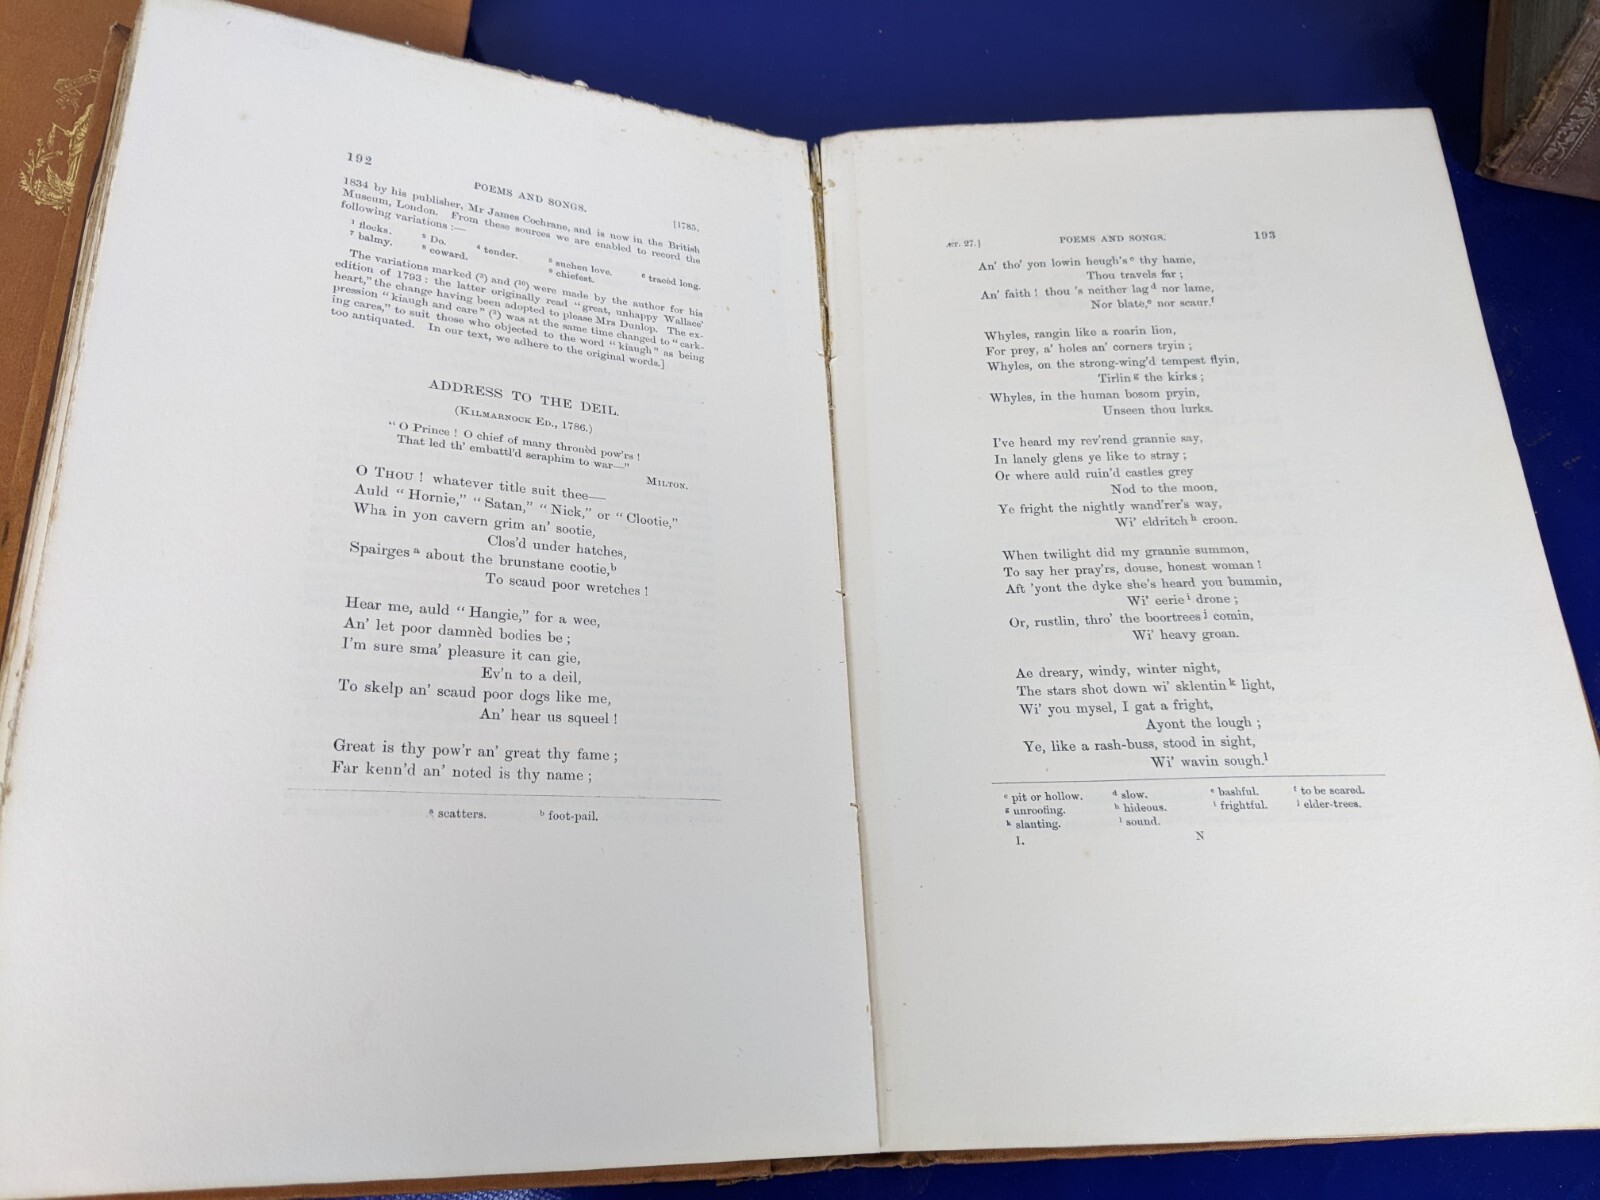 192
POEMS AND SONGS.
[1785.
1834 by his publisher, Mr James Cochrane, and is now in the British
Museum, London. From these sources we are enabled to record the
following variations:—
¹ flocks. ² Do. ⁴ tender. ⁵ suchen love. ⁶ tracèd long.
⁷ balmy. ⁸ coward. ⁹ chiefest.
The variations marked (²) and (¹⁰) were made by the author for his
edition of 1793: the latter originally read "great, unhappy Wallace'
heart," the change having been adopted to please Mrs Dunlop. The ex-
pression "kiaugh and care" (³) was at the same time changed to "cark-
ing cares," to suit those who objected to the word "kiaugh" as being
too antiquated. In our text, we adhere to the original words.]
ADDRESS TO THE DEIL.
(KILMARNOCK ED., 1786.)
"O Prince! O chief of many thronèd pow'rs!
That led th' embattl'd seraphim to war—"
MILTON.
O THOU! whatever title suit thee—
Auld "Hornie," "Satan," "Nick," or "Clootie,"
Wha in yon cavern grim an' sootie,
Clos'd under hatches,
Spairges ᵃ about the brunstane cootie,ᵇ
To scaud poor wretches!
Hear me, auld "Hangie," for a wee,
An' let poor damnèd bodies be;
I'm sure sma' pleasure it can gie,
Ev'n to a deil,
To skelp an' scaud poor dogs like me,
An' hear us squeel!
Great is thy pow'r an' great thy fame;
Far kenn'd an' noted is thy name;
ᵃ scatters. ᵇ foot-pail.
ÆT. 27.]
POEMS AND SONGS.
193
An' tho' yon lowin heugh's ᶜ thy hame,
Thou travels far;
An' faith! thou 's neither lag ᵈ nor lame,
Nor blate,ᵉ nor scaur.ᶠ
Whyles, rangin like a roarin lion,
For prey, a' holes an' corners tryin;
Whyles, on the strong-wing'd tempest flyin,
Tirlin ᵍ the kirks;
Whyles, in the human bosom pryin,
Unseen thou lurks.
I've heard my rev'rend grannie say,
In lanely glens ye like to stray;
Or where auld ruin'd castles grey
Nod to the moon,
Ye fright the nightly wand'rer's way,
Wi' eldritch ʰ croon.
When twilight did my grannie summon,
To say her pray'rs, douse, honest woman!
Aft 'yont the dyke she's heard you bummin,
Wi' eerie ⁱ drone;
Or, rustlin, thro' the boortrees ʲ comin,
Wi' heavy groan.
Ae dreary, windy, winter night,
The stars shot down wi' sklentin ᵏ light,
Wi' you mysel, I gat a fright,
Ayont the lough;
Ye, like a rash-buss, stood in sight,
Wi' wavin sough.ˡ
ᶜ pit or hollow. ᵈ slow. ᵉ bashful. ᶠ to be scared.
ᵍ unroofing. ʰ hideous. ⁱ frightful. ʲ elder-trees.
ᵏ slanting. ˡ sound.
I. N